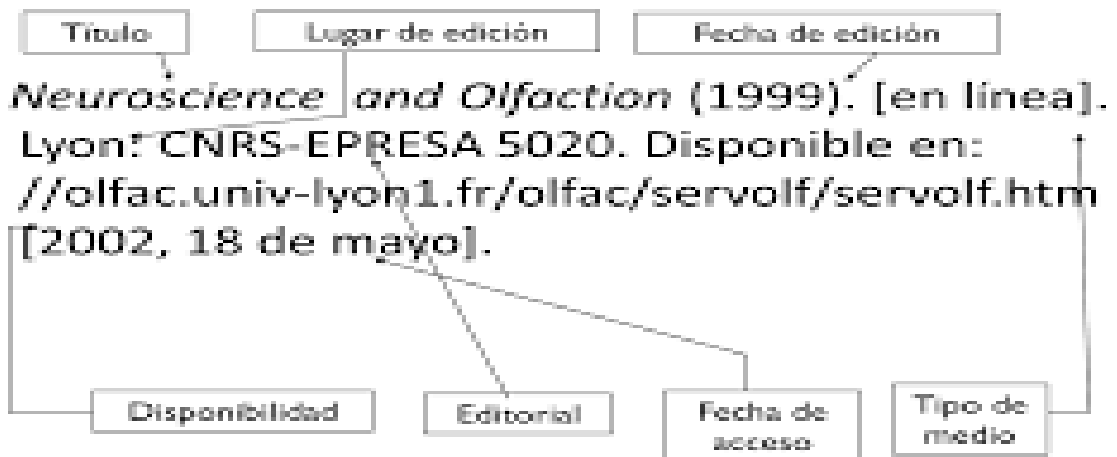 Título Lugar de edición Fecha de edición
Neuroscience and Olfaction (1999). [en línea].
Lyon: CNRS-EPRESA 5020. Disponible en:
//olfac.univ-lyon1.fr/olfac/servolf/servolf.htm
[2002, 18 de mayo].
Disponibilidad
Editorial
Fecha de
acceso
Tipo de
medio